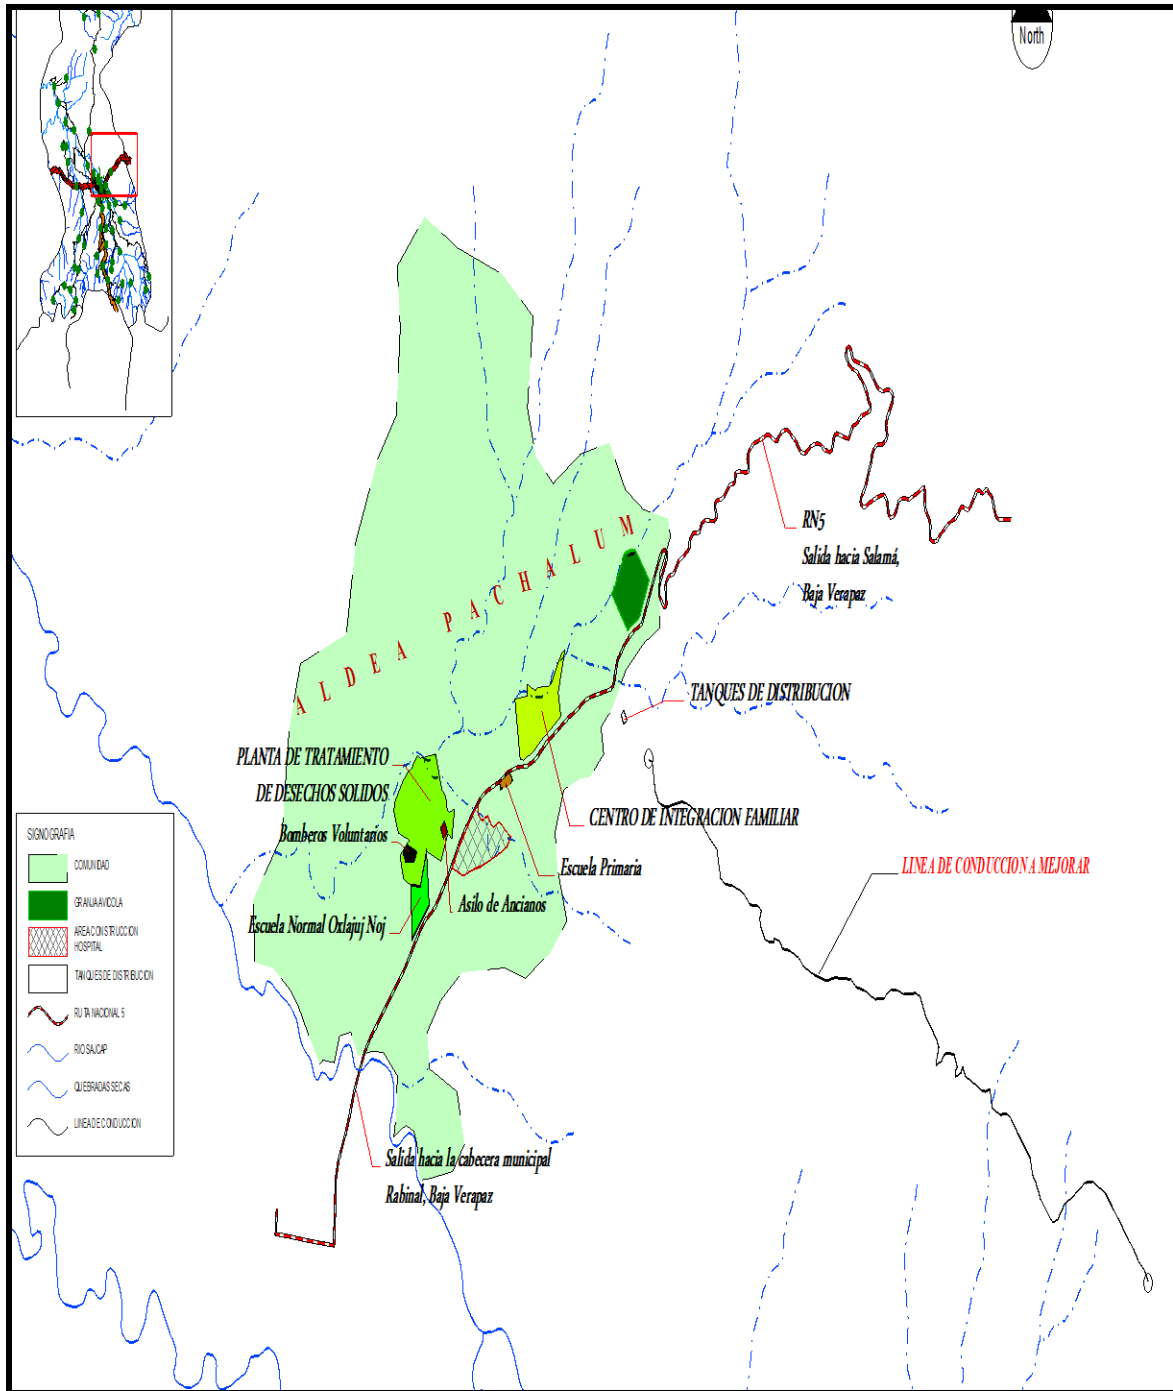 North
RN5
Salida hacia Salamá,
Baja Verapaz
ALDEA PACHALUM
TANQUES DE DISTRIBUCION
PLANTA DE TRATAMIENTO
DE DESECHOS SOLIDOS
Bomberos Voluntarios
CENTRO DE INTEGRACION FAMILIAR
Escuela Primaria
LINEA DE CONDUCCION A MEJORAR
Asilo de Ancianos
Escuela Normal Oxlajuj Noj
SIGNOGRAFIA
COMUNIDAD
GRANJA AVICOLA
AREA CONSTRUCCION
HOSPITAL
TANQUES DE DISTRIBUCION
RUTA NACIONAL 5
RIO SAJCAP
QUEBRADAS SECAS
LINEA DE CONDUCCION
Salida hacia la cabecera municipal
Rabinal, Baja Verapaz